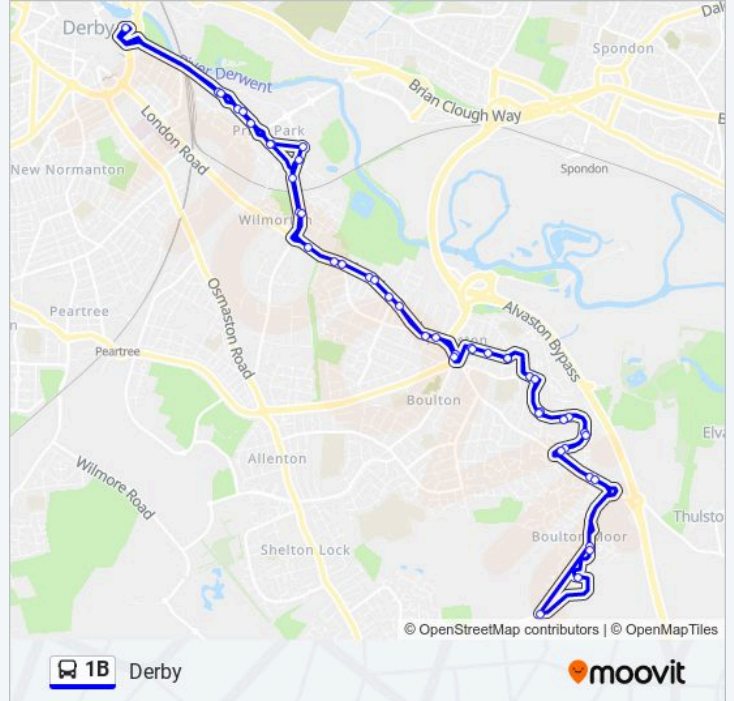 Dal
Derby
Spondon
River Derwent
Brian Clough Way
London Road
Pride Park
New Normanton
Spondon
Wilmorton
Osmaston Road
Peartree
Alvaston Bypass
Peartree
Boulton
Elva
Allenton
Wilmore Road
Thulsto
Boulton Moor
Shelton Lock
© OpenStreetMap contributors | © OpenMapTiles
1B Derby
moovit